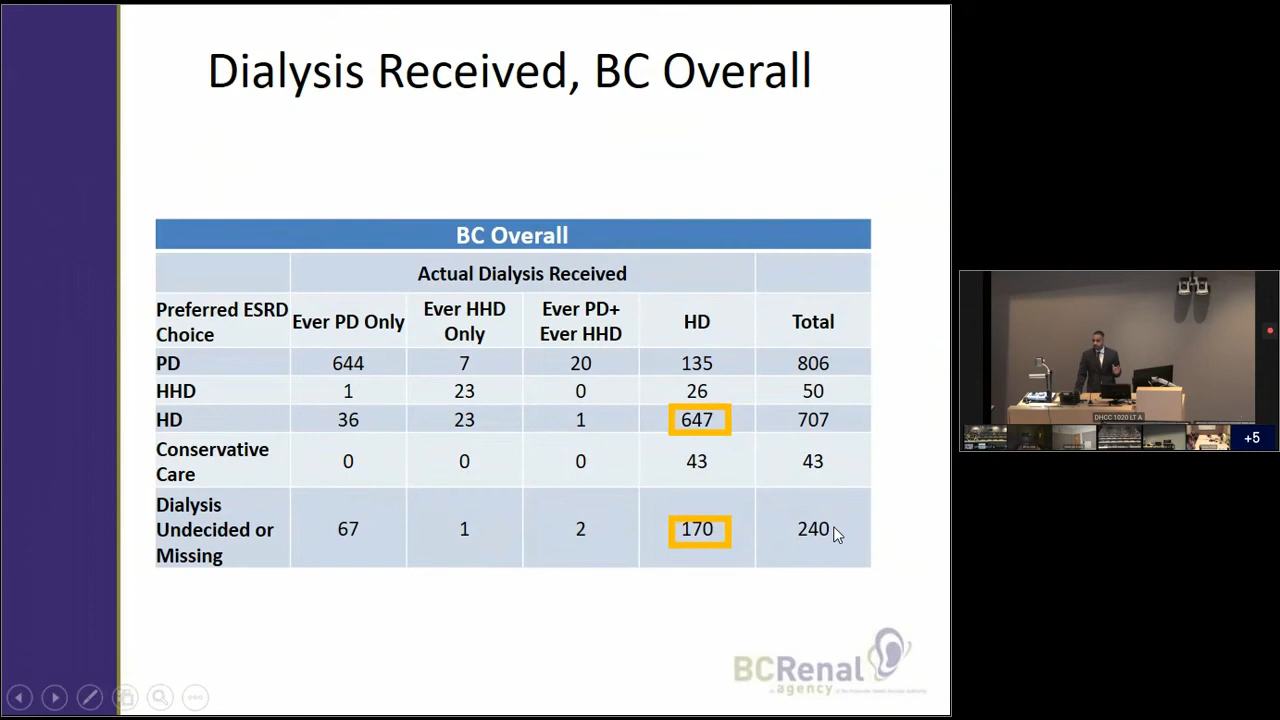 Dialysis Received, BC Overall
BC Overall
Actual Dialysis Received
Preferred ESRD Choice Ever PD Only Ever HHD Only Ever PD+ Ever HHD HD Total
PD 644 7 20 135 806
HHD 1 23 0 26 50
HD 36 23 1 647 707
Conservative Care 0 0 0 43 43
Dialysis Undecided or Missing 67 1 2 170 240
BCRenal
agency
DHCC 1020 LT A
+5